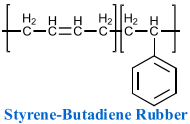 H₂ H H H₂ H₂ H
C C=C C C C
Styrene-Butadiene Rubber